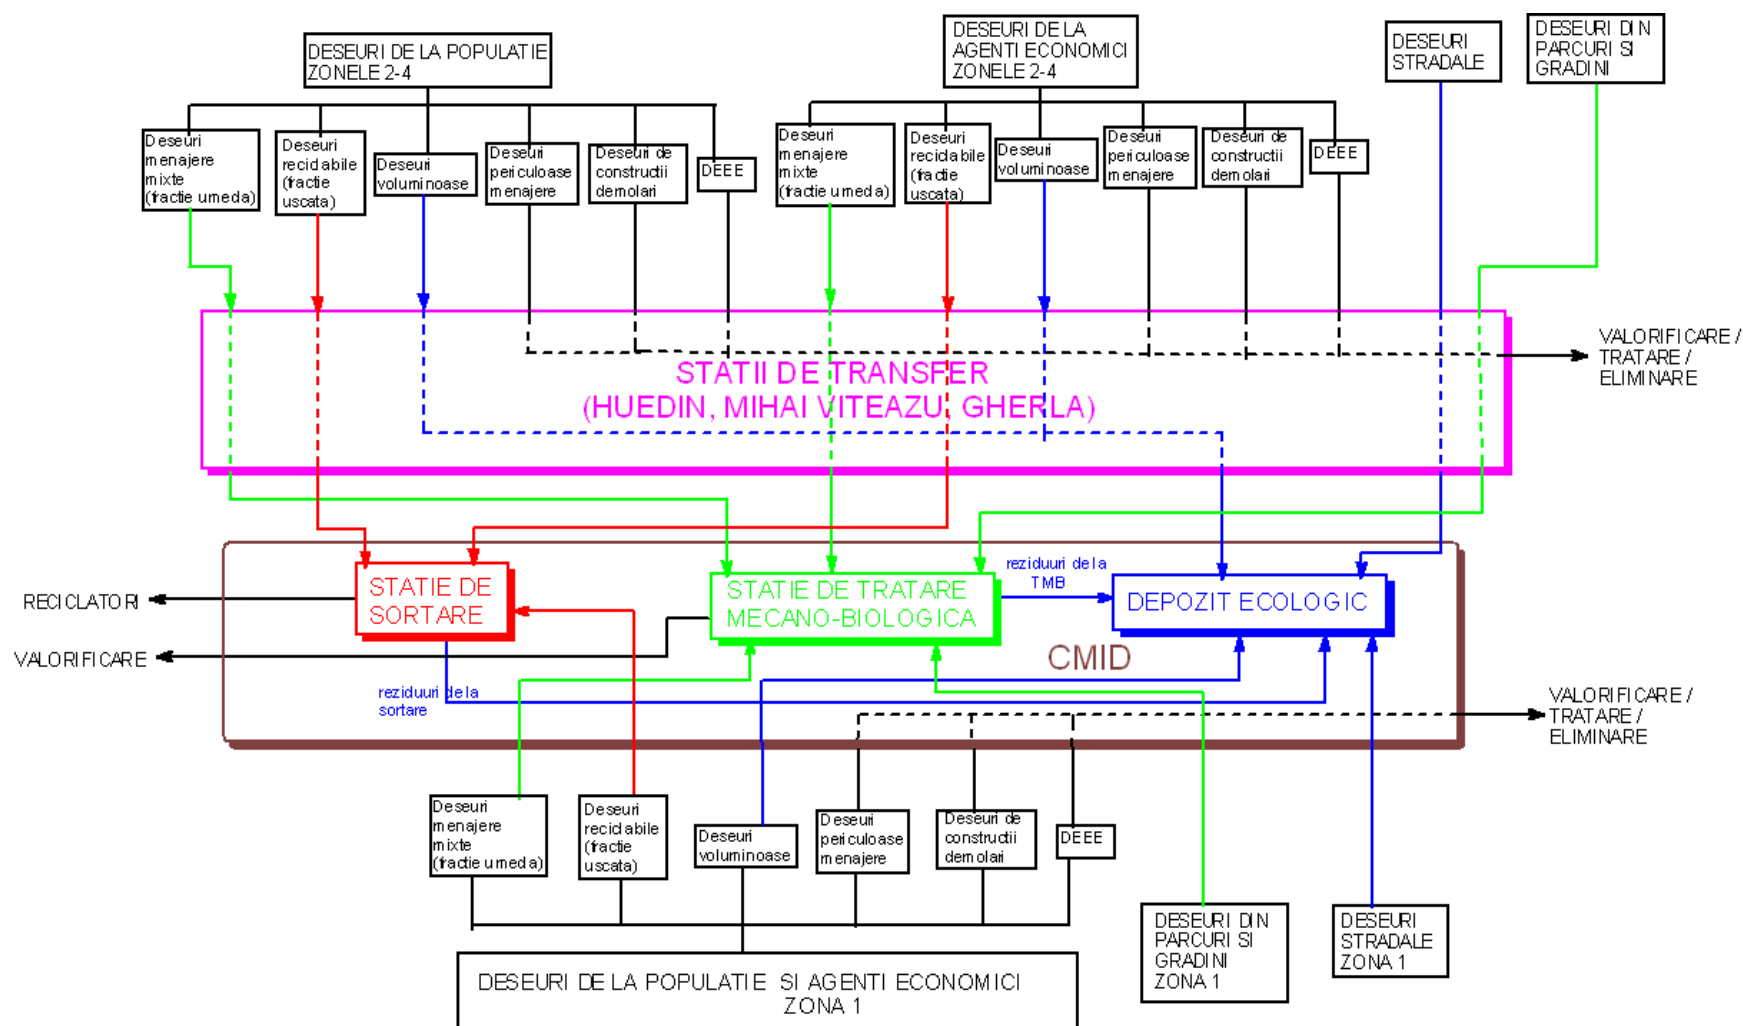 DESEURI DE LA POPULATIE
ZONELE 2-4
DESEURI DE LA
AGENTI ECONOMICI
ZONELE 2-4
DESEURI
STRADALE
DESEURI DIN
PARCURI SI
GRADINI
Deseuri
menajere
mixte
(fractie umeda)
Deseuri
reciclabile
(fractie
uscata)
Deseuri
voluminoase
Deseuri
periculoase
menajere
Deseuri de
constructii
demolari
DEEE
Deseuri
menajere
mixte
(fractie umeda)
Deseuri
reciclabile
(fractie
uscata)
Deseuri
voluminoase
Deseuri
periculoase
menajere
Deseuri de
constructii
demolari
DEEE
STATII DE TRANSFER
(HUEDIN, MIHAI VITEAZU, GHERLA)
VALORIFICARE /
TRATARE /
ELIMINARE
RECICLATORI
VALORIFICARE
STATIE DE
SORTARE
STATIE DE TRATARE
MECANO-BIOLOGICA
reziduuri de la
TMB
DEPOZIT ECOLOGIC
CMID
reziduuri de la
sortare
VALORIFICARE /
TRATARE /
ELIMINARE
Deseuri
menajere
mixte
(fractie umeda)
Deseuri
reciclabile
(fractie
uscata)
Deseuri
voluminoase
Deseuri
periculoase
menajere
Deseuri de
constructii
demolari
DEEE
DESEURI DIN
PARCURI SI
GRADINI
ZONA 1
DESEURI
STRADALE
ZONA 1
DESEURI DE LA POPULATIE SI AGENTI ECONOMICI
ZONA 1